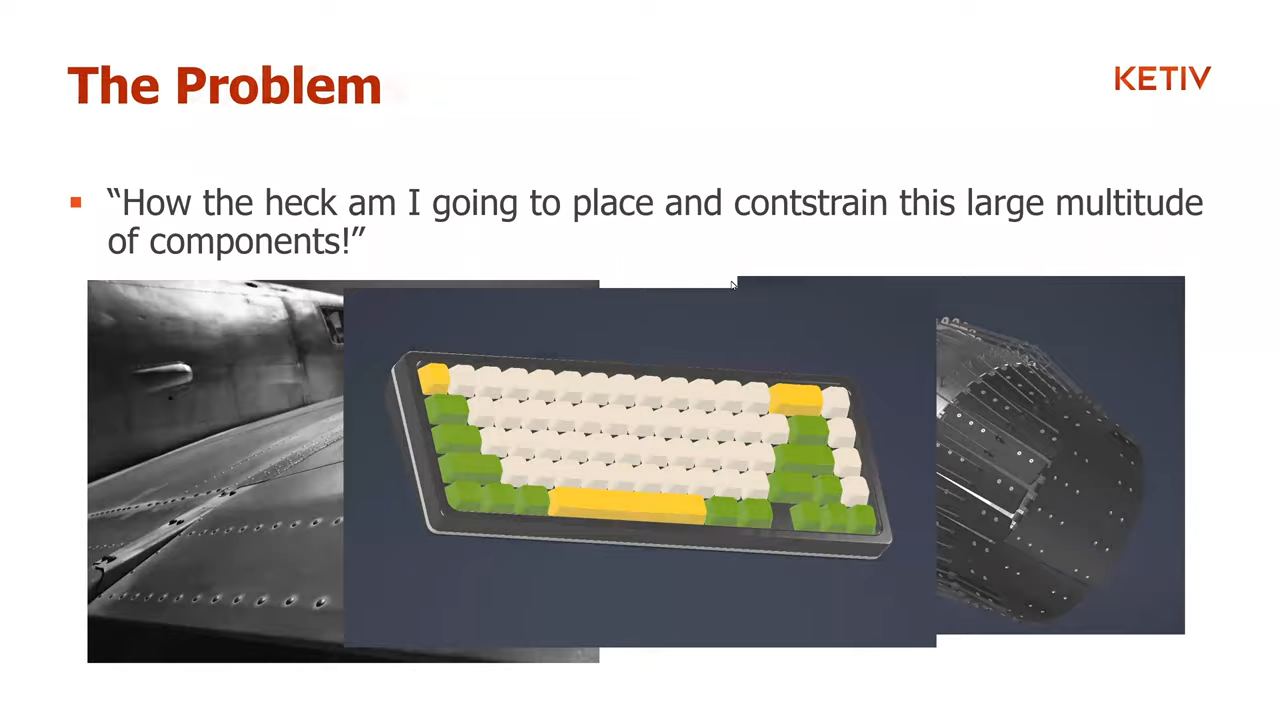 The Problem
KETIV
▪ “How the heck am I going to place and contstrain this large multitude
of components!”